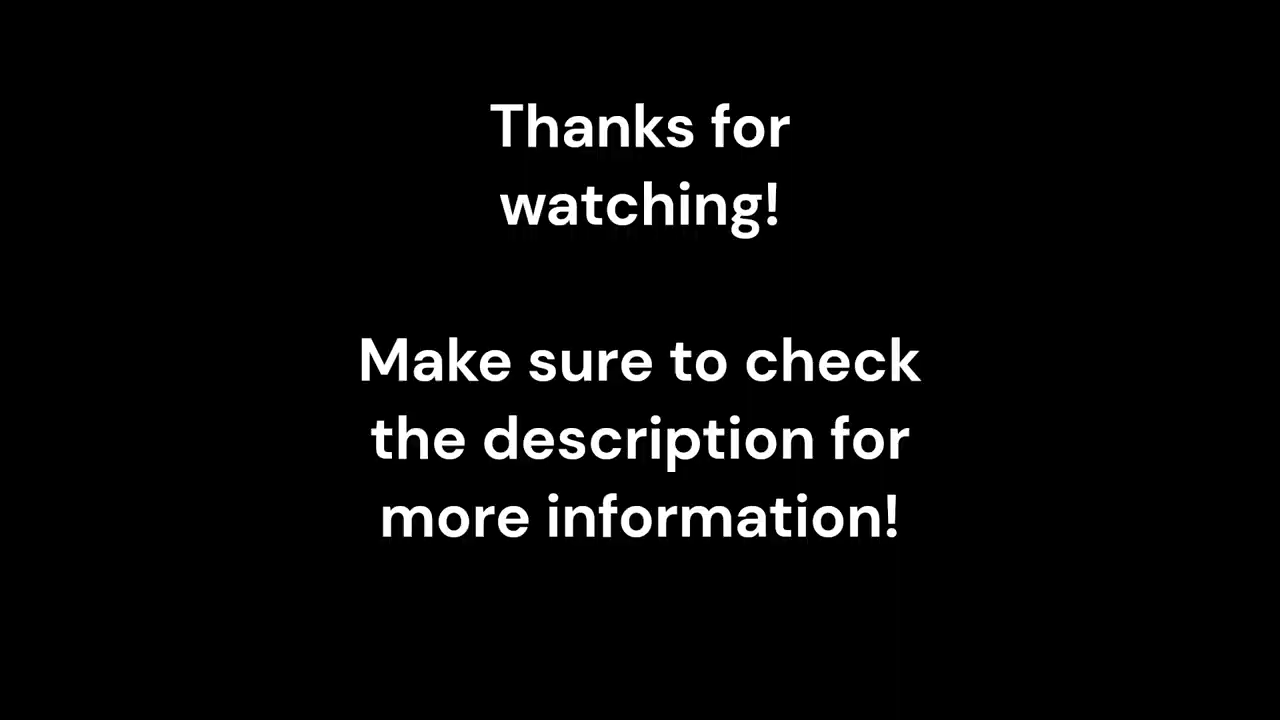 Thanks for
watching!
Make sure to check
the description for
more information!